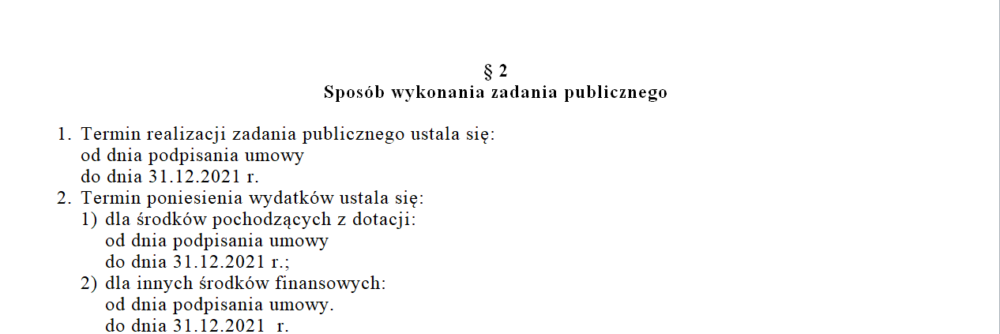 § 2
Sposób wykonania zadania publicznego
1. Termin realizacji zadania publicznego ustala się:
od dnia podpisania umowy
do dnia 31.12.2021 r.
2. Termin poniesienia wydatków ustala się:
1) dla środków pochodzących z dotacji:
od dnia podpisania umowy
do dnia 31.12.2021 r.;
2) dla innych środków finansowych:
od dnia podpisania umowy.
do dnia 31.12.2021  r.